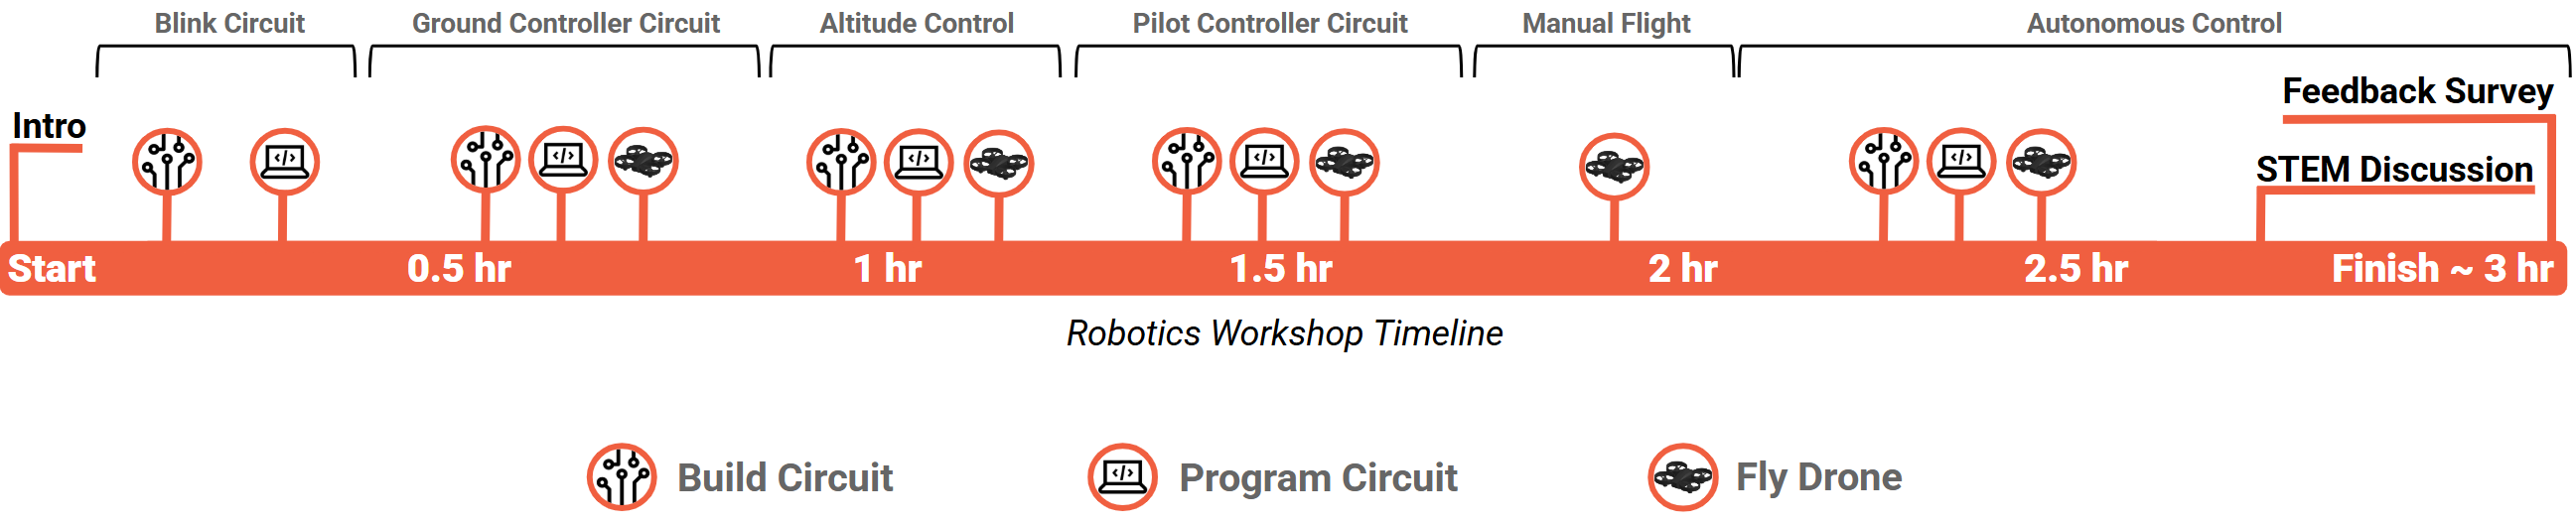 Blink Circuit
Ground Controller Circuit
Altitude Control
Pilot Controller Circuit
Manual Flight
Autonomous Control
Intro
</>
</>
</>
</>
</>
Feedback Survey
STEM Discussion
Start
0.5 hr
1 hr
1.5 hr
2 hr
2.5 hr
Finish ~ 3 hr
Robotics Workshop Timeline
Build Circuit
</>
Program Circuit
Fly Drone